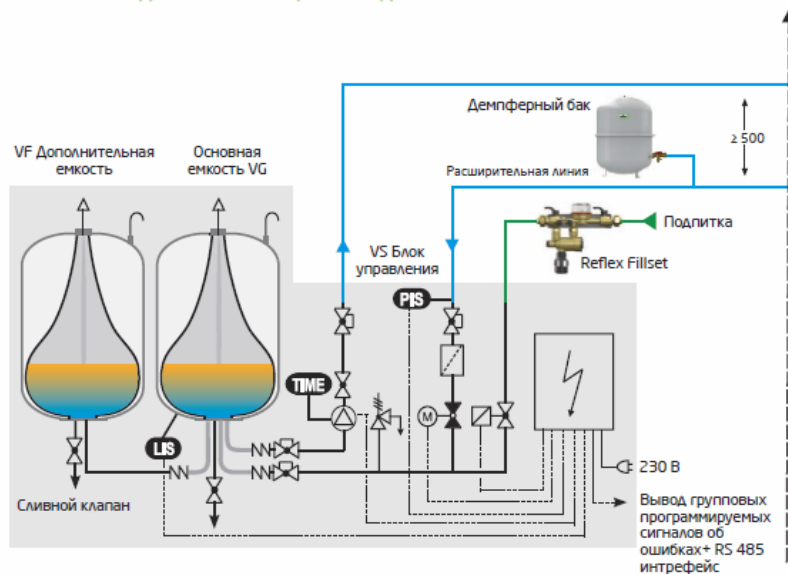 Демпферный бак
≥ 500
VF Дополнительная
емкость
Основная
емкость VG
Расширительная линия
Подпитка
VS Блок
управления
Reflex Fillset
PIS
TIME
M
LIS
230 В
Сливной клапан
Вывод групповых
программируемых
сигналов об
ошибках+ RS 485
интрефейс